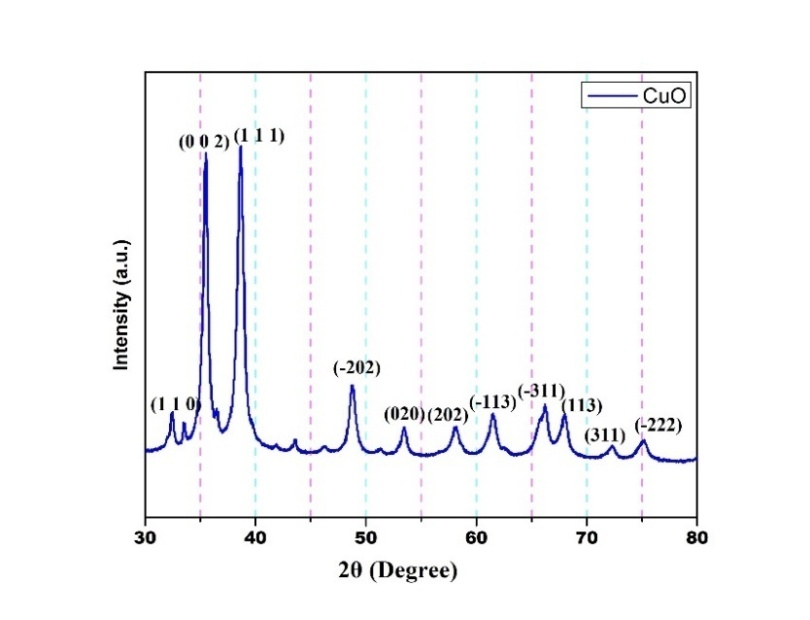 CuO
(0 0 2) (1 1 1)
(-202)
(1 1 0)
(020) (202) (-113) (-311) (113)
(311) (-222)
Intensity (a.u.)
30 40 50 60 70 80
2θ (Degree)